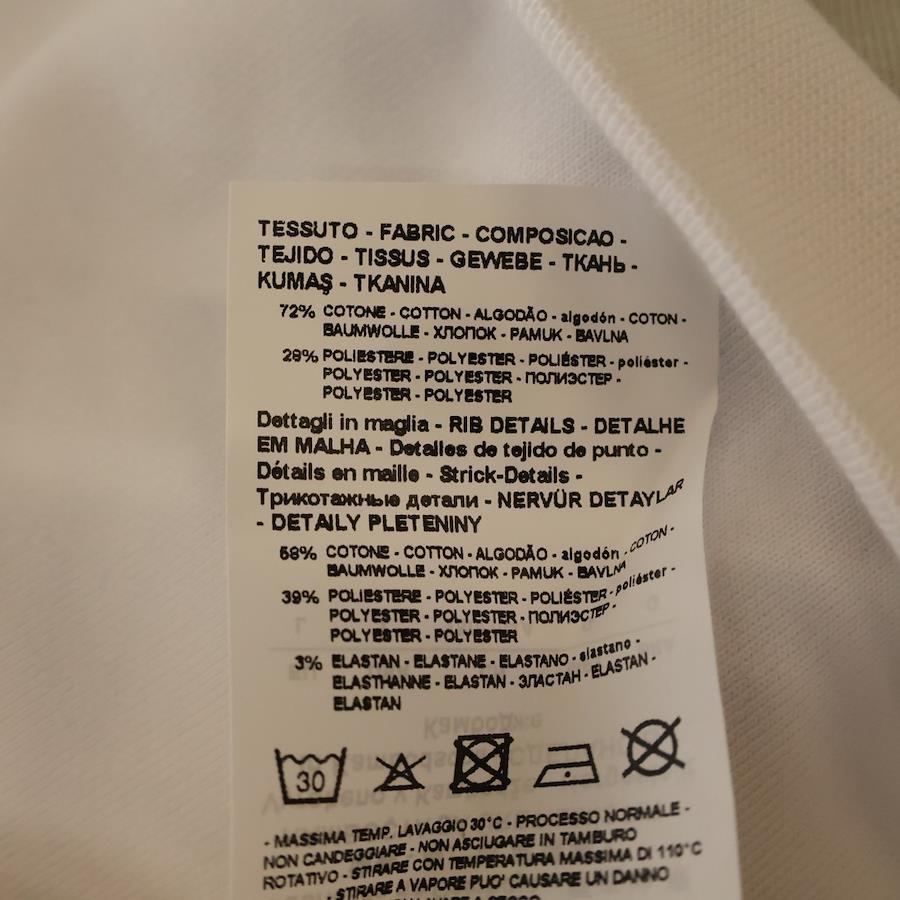 TESSUTO - FABRIC - COMPOSICAO -
TEJIDO - TISSUS - GEWEBE - ТКАНЬ -
KUMAŞ - TKANINA
72% COTONE - COTTON - ALGODÃO - algodón - COTON -
BAUMWOLLE - ХЛОПОК - PAMUK - BAVLNA
28% POLIESTERE - POLYESTER - POLIÉSTER - poliéster -
POLYESTER - POLYESTER - ПОЛИЭСТЕР -
POLYESTER - POLYESTER
Dettagli in maglia - RIB DETAILS - DETALHE
EM MALHA - Detalles de tejido de punto -
Détails en maille - Strick-Details -
Трикотажные детали - NERVÜR DETAYLAR
- DETAILY PLETENINY
58% COTONE - COTTON - ALGODÃO - algodón - COTON -
BAUMWOLLE - ХЛОПОК - PAMUK - BAVLNA
39% POLIESTERE - POLYESTER - POLIÉSTER - poliéster -
POLYESTER - POLYESTER - ПОЛИЭСТЕР -
POLYESTER - POLYESTER
3% ELASTAN - ELASTANE - ELASTANO - elastano -
ELASTHANNE - ELASTAN - ЭЛАСТАН - ELASTAN -
ELASTAN
30
- MASSIMA TEMP. LAVAGGIO 30°C - PROCESSO NORMALE -
NON CANDEGGIARE - NON ASCIUGARE IN TAMBURO
ROTATIVO - STIRARE CON TEMPERATURA MASSIMA DI 110°C
- STIRARE A VAPORE PUO' CAUSARE UN DANNO